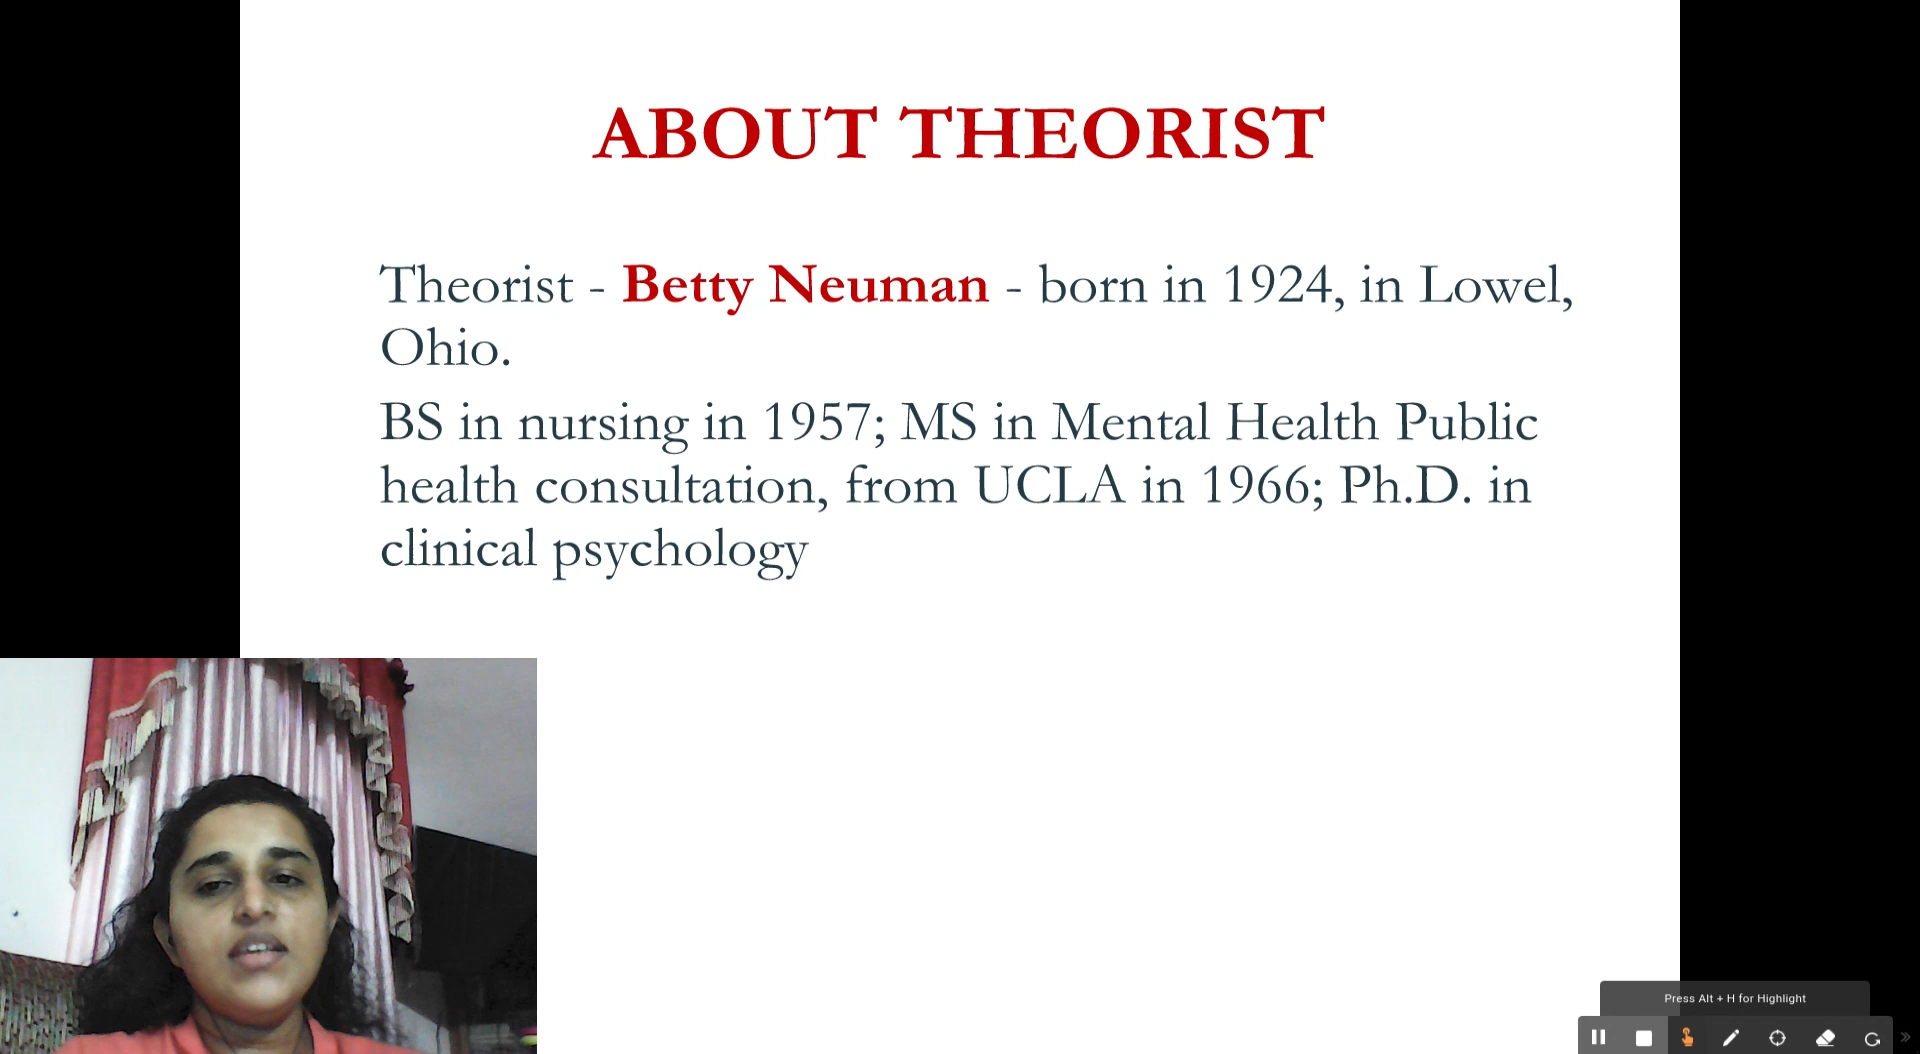 ABOUT THEORIST
Theorist - Betty Neuman - born in 1924, in Lowel,
Ohio.
BS in nursing in 1957; MS in Mental Health Public
health consultation, from UCLA in 1966; Ph.D. in
clinical psychology
Press Alt + H for Highlight